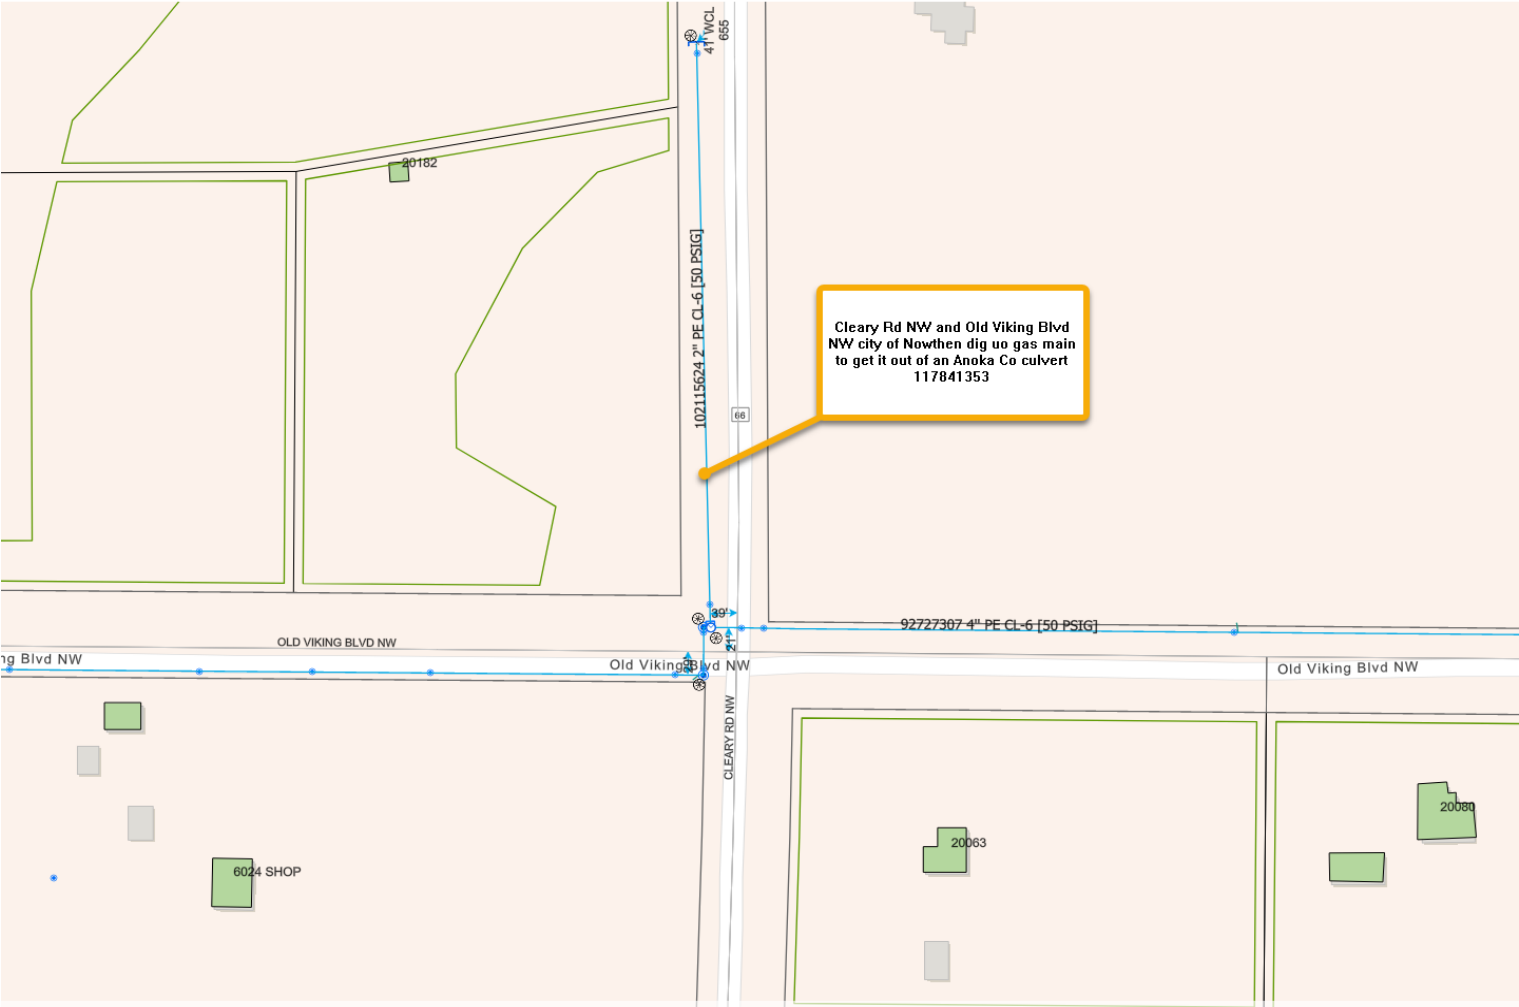 41' WCL
655
20182
102115624 2" PE CL-6 [50 PSIG]
Cleary Rd NW and Old Viking Blvd
NW city of Nowthen dig uo gas main
to get it out of an Anoka Co culvert
117841353
66
39'
92727307 4" PE CL-6 [50 PSIG]
21'
OLD VIKING BLVD NW
ng Blvd NW
Old Viking Blvd NW
Old Viking Blvd NW
CLEARY RD NW
20080
20063
6024 SHOP